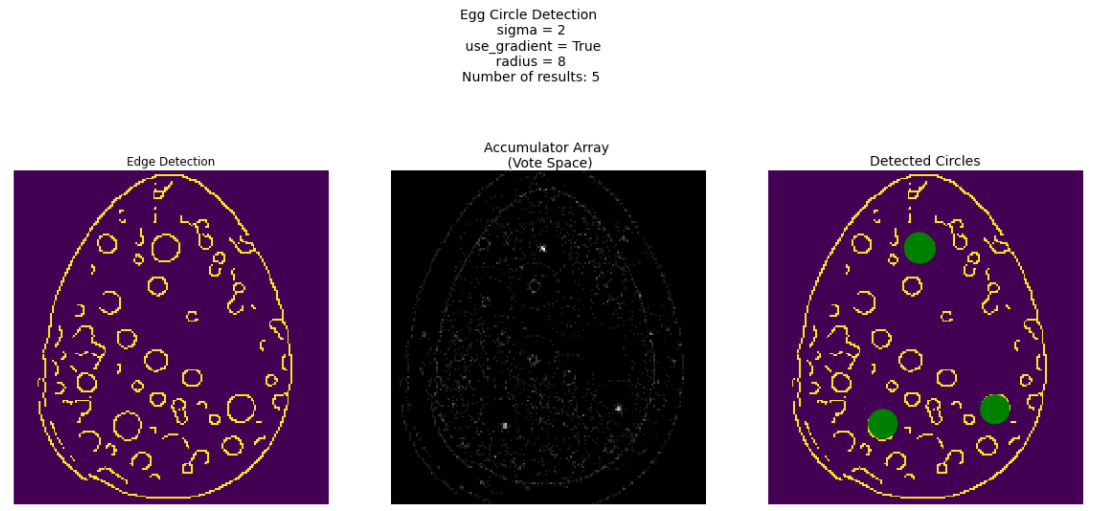 Egg Circle Detection
sigma = 2
use_gradient = True
radius = 8
Number of results: 5
Edge Detection
Accumulator Array
(Vote Space)
Detected Circles